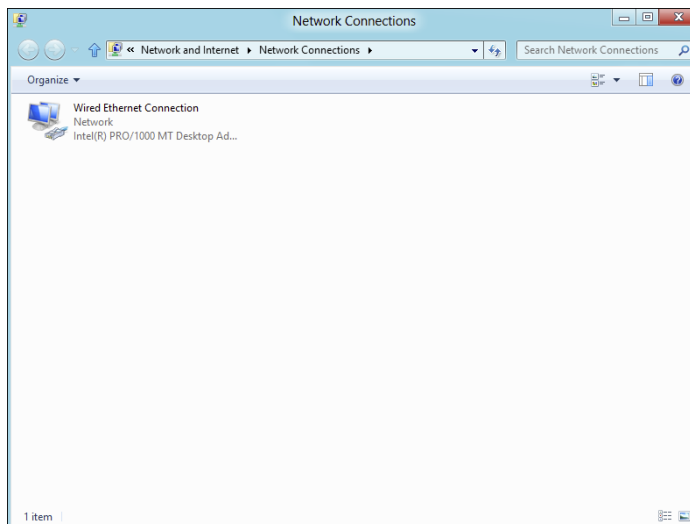 Network Connections
« Network and Internet Network Connections
Search Network Connections
Organize
Wired Ethernet Connection
Network
Intel(R) PRO/1000 MT Desktop Ad...
1 item